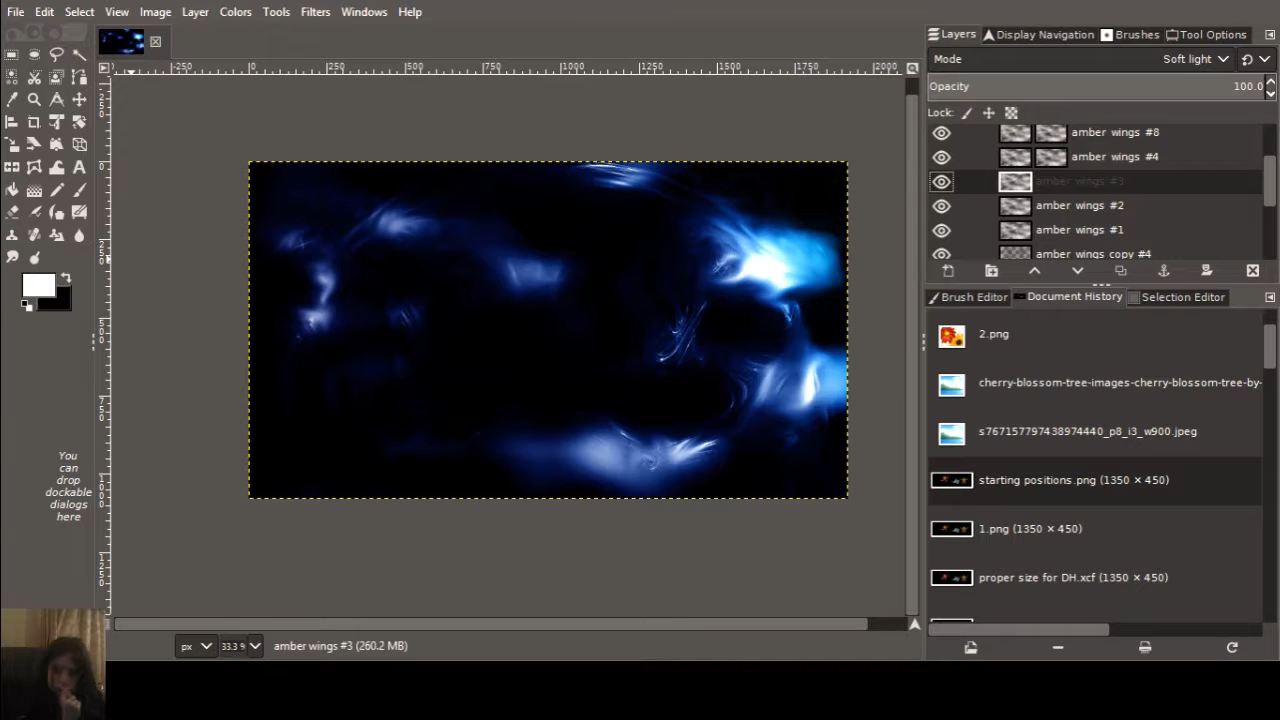 File Edit Select View Image Layer Colors Tools Filters Windows Help
Layers Display Navigation Brushes Tool Options
Mode Soft light
Opacity 100.0
Lock:
amber wings #8
amber wings #4
amber wings #3
amber wings #2
amber wings #1
amber wings copy #4
Brush Editor Document History Selection Editor
2.png
cherry-blossom-tree-images-cherry-blossom-tree-by-
s767157797438974440_p8_i3_w900.jpeg
starting positions.png (1350 × 450)
1.png (1350 × 450)
proper size for DH.xcf (1350 × 450)
You
can
drop
dockable
dialogs
here
-250 0 250 500 750 1000 1250 1500 1750 2000
px 33.3 % amber wings #3 (260.2 MB)